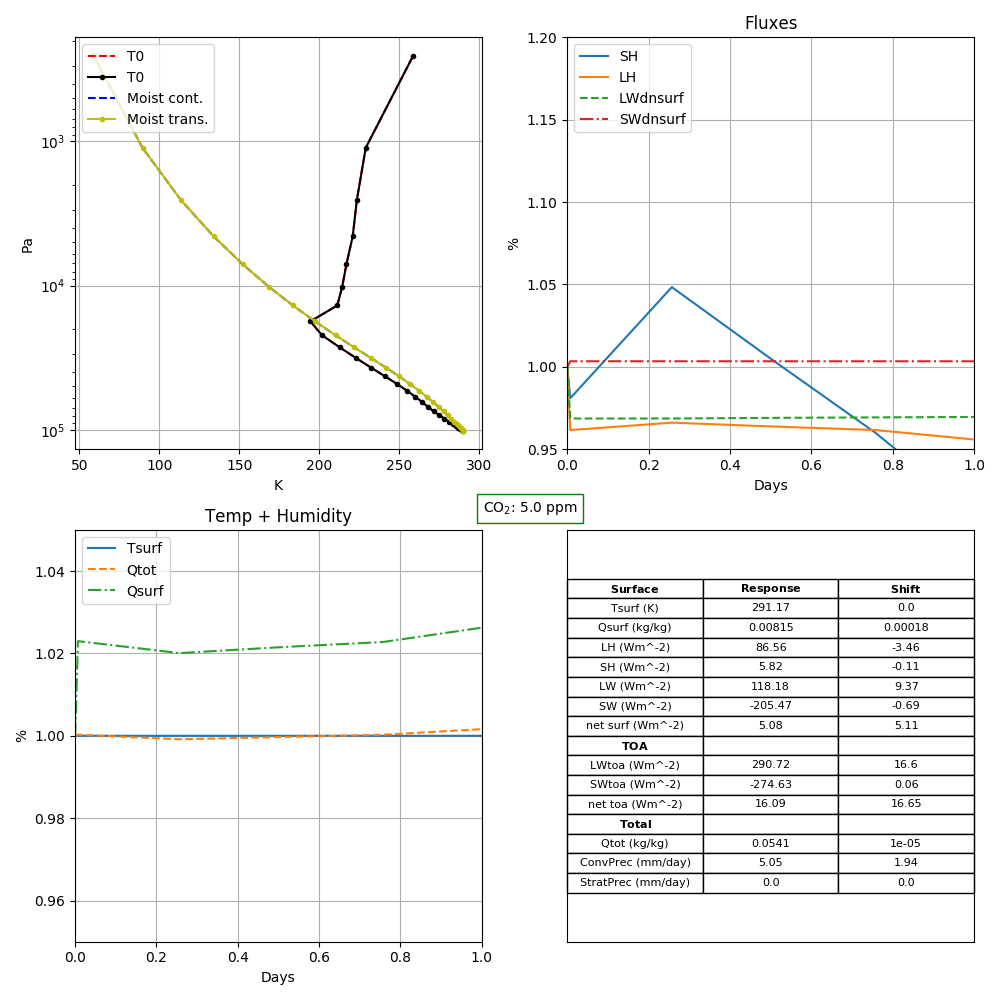 T0
T0
Moist cont.
Moist trans.
10^3
10^4
10^5
Pa
50
100
150
200
250
300
K
Fluxes
SH
LH
LWdnsurf
SWdnsurf
1.20
1.15
1.10
1.05
1.00
0.95
%
0.0
0.2
0.4
0.6
0.8
1.0
Days
CO₂: 5.0 ppm
Temp + Humidity
Tsurf
Qtot
Qsurf
1.04
1.02
1.00
0.98
0.96
%
0.0
0.2
0.4
0.6
0.8
1.0
Days
Surface Response Shift
Tsurf (K) 291.17 0.0
Qsurf (kg/kg) 0.00815 0.00018
LH (Wm^-2) 86.56 -3.46
SH (Wm^-2) 5.82 -0.11
LW (Wm^-2) 118.18 9.37
SW (Wm^-2) -205.47 -0.69
net surf (Wm^-2) 5.08 5.11
TOA
LWtoa (Wm^-2) 290.72 16.6
SWtoa (Wm^-2) -274.63 0.06
net toa (Wm^-2) 16.09 16.65
Total
Qtot (kg/kg) 0.0541 1e-05
ConvPrec (mm/day) 5.05 1.94
StratPrec (mm/day) 0.0 0.0